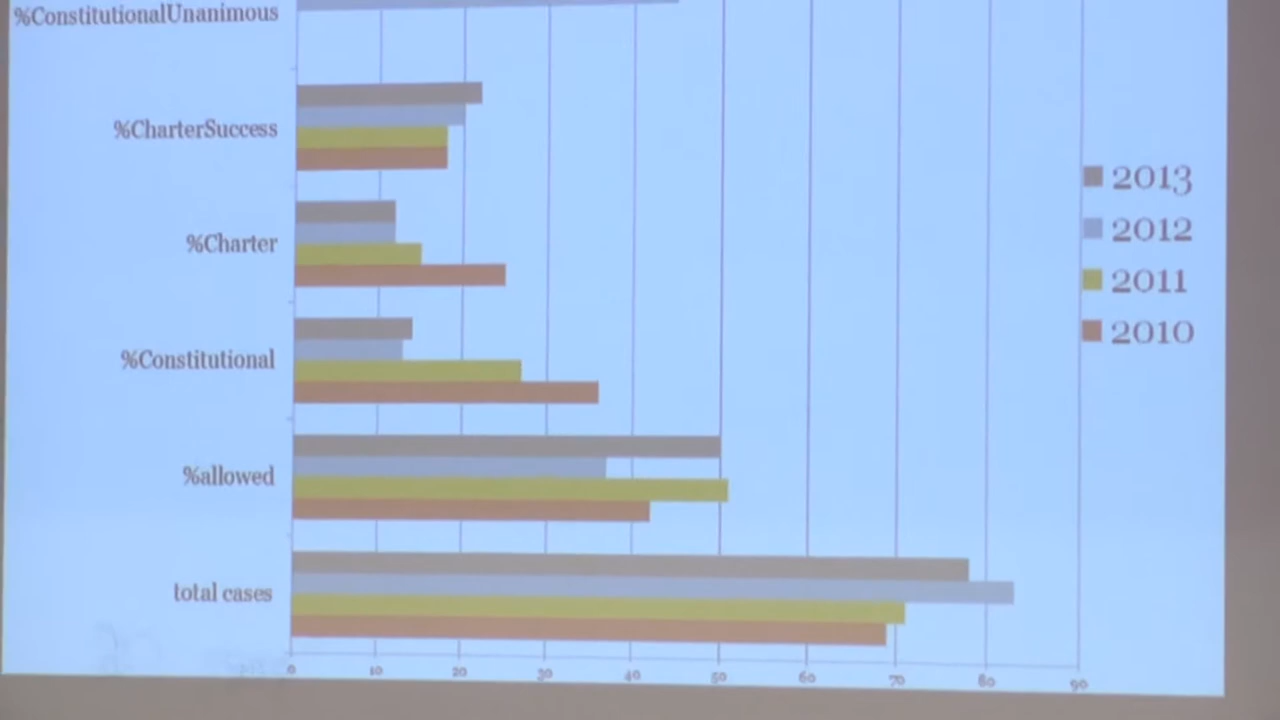 %ConstitutionalUnanimous
%CharterSuccess
%Charter
%Constitutional
%allowed
total cases
0 10 20 30 40 50 60 70 80 90
2013
2012
2011
2010